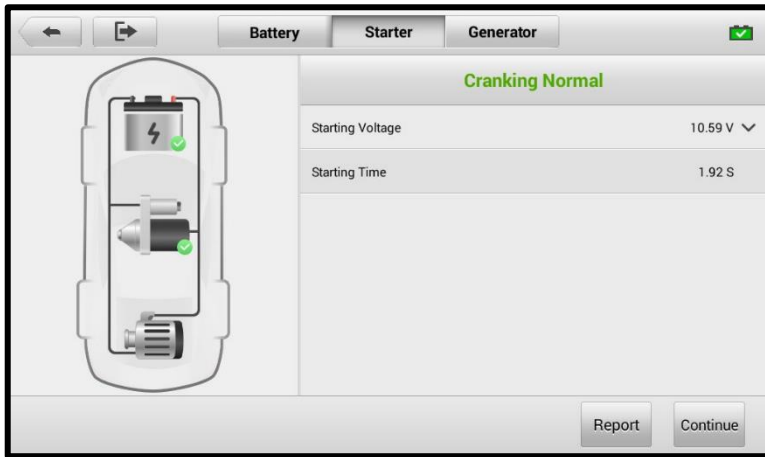 Battery Starter Generator
Cranking Normal
Starting Voltage 10.59 V
Starting Time 1.92 S
Report Continue